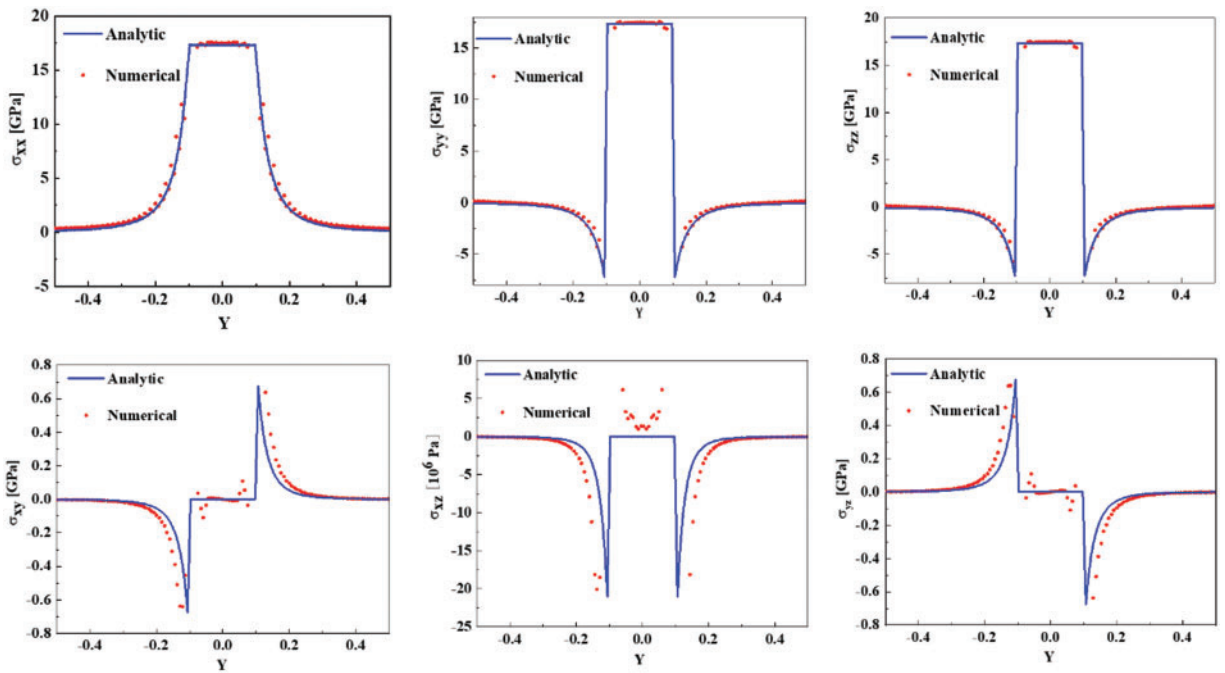 20
15
10
5
0
-5
σxx [GPa]
Analytic
Numerical
-0.4 -0.2 0.0 0.2 0.4
Y
15
10
5
0
-5
σyy [GPa]
Analytic
Numerical
-0.4 -0.2 0.0 0.2 0.4
Y
20
15
10
5
0
-5
σzz [GPa]
Analytic
Numerical
-0.4 -0.2 0.0 0.2 0.4
Y
0.8
0.6
0.4
0.2
0.0
-0.2
-0.4
-0.6
-0.8
σxy [GPa]
Analytic
Numerical
-0.4 -0.2 0.0 0.2 0.4
Y
10
5
0
-5
-10
-15
-20
-25
σxz [10⁶ Pa]
Analytic
Numerical
-0.4 -0.2 0.0 0.2 0.4
Y
0.8
0.6
0.4
0.2
0.0
-0.2
-0.4
-0.6
-0.8
σyz [GPa]
Analytic
Numerical
-0.4 -0.2 0.0 0.2 0.4
Y